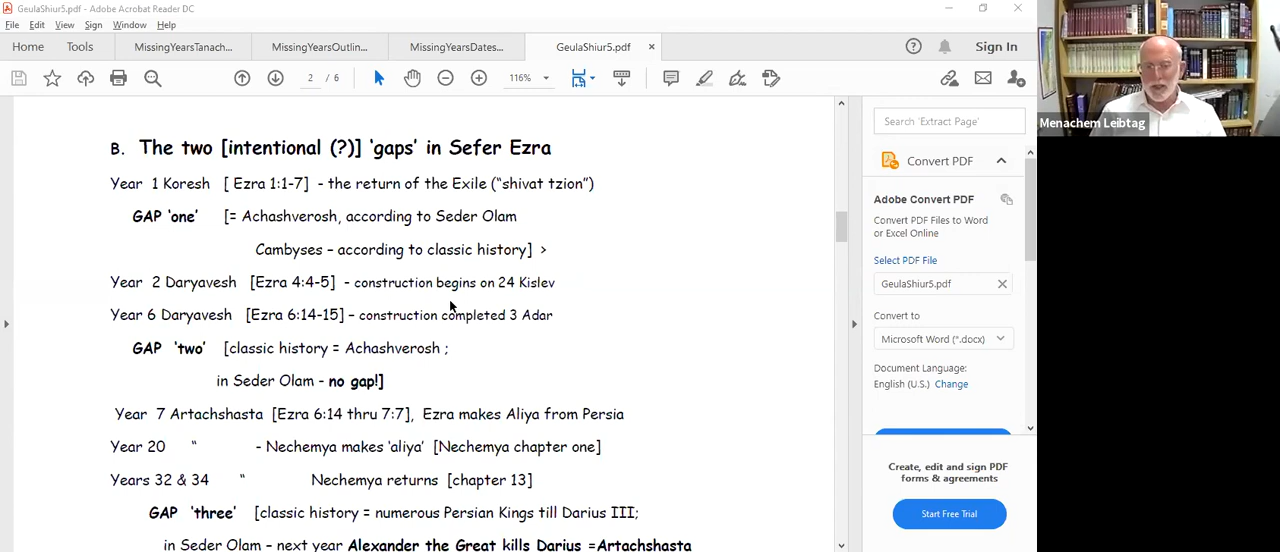 GeulaShiur5.pdf - Adobe Acrobat Reader DC
File Edit View Sign Window Help
Home Tools MissingYearsTanach... MissingYearsOutlin... MissingYearsDates... GeulaShiur5.pdf × Sign In
2 / 6 116%
B. The two [intentional (?)] 'gaps' in Sefer Ezra
Year 1 Koresh [ Ezra 1:1-7] - the return of the Exile ("shivat tzion")
GAP 'one' [= Achashverosh, according to Seder Olam
Cambyses – according to classic history] >
Year 2 Daryavesh [Ezra 4:4-5] - construction begins on 24 Kislev
Year 6 Daryavesh [Ezra 6:14-15] – construction completed 3 Adar
GAP 'two' [classic history = Achashverosh ;
in Seder Olam - no gap!]
Year 7 Artachshasta [Ezra 6:14 thru 7:7], Ezra makes Aliya from Persia
Year 20 " - Nechemya makes 'aliya' [Nechemya chapter one]
Years 32 & 34 " Nechemya returns [chapter 13]
GAP 'three' [classic history = numerous Persian Kings till Darius III;
in Seder Olam – next year Alexander the Great kills Darius =Artachshasta
Search 'Extract Page'
Convert PDF
Adobe Convert PDF
Convert PDF Files to Word
or Excel Online
Select PDF File
GeulaShiur5.pdf
Convert to
Microsoft Word (*.docx)
Document Language:
English (U.S.) Change
Create, edit and sign PDF
forms & agreements
Start Free Trial
Menachem Leibtag